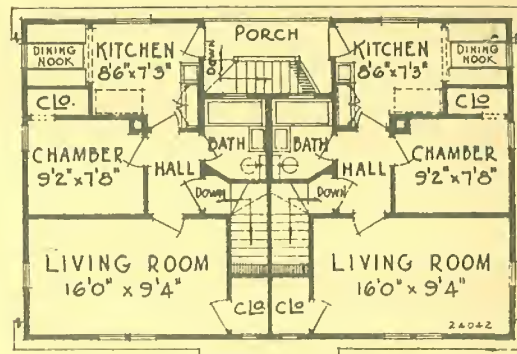 KITCHEN
8'6"x7'3"
PORCH
KITCHEN
8'6"x7'3"
DINING
NOOK
DOWN
DINING
NOOK
CLO.
CLO
CHAMBER
9'2"x7'8"
HALL
BATH
BATH
HALL
CHAMBER
9'2"x7'8"
DOWN
DOWN
LIVING ROOM
16'0" x 9'4"
LIVING ROOM
16'0" x 9'4"
CLO
CLO
24042